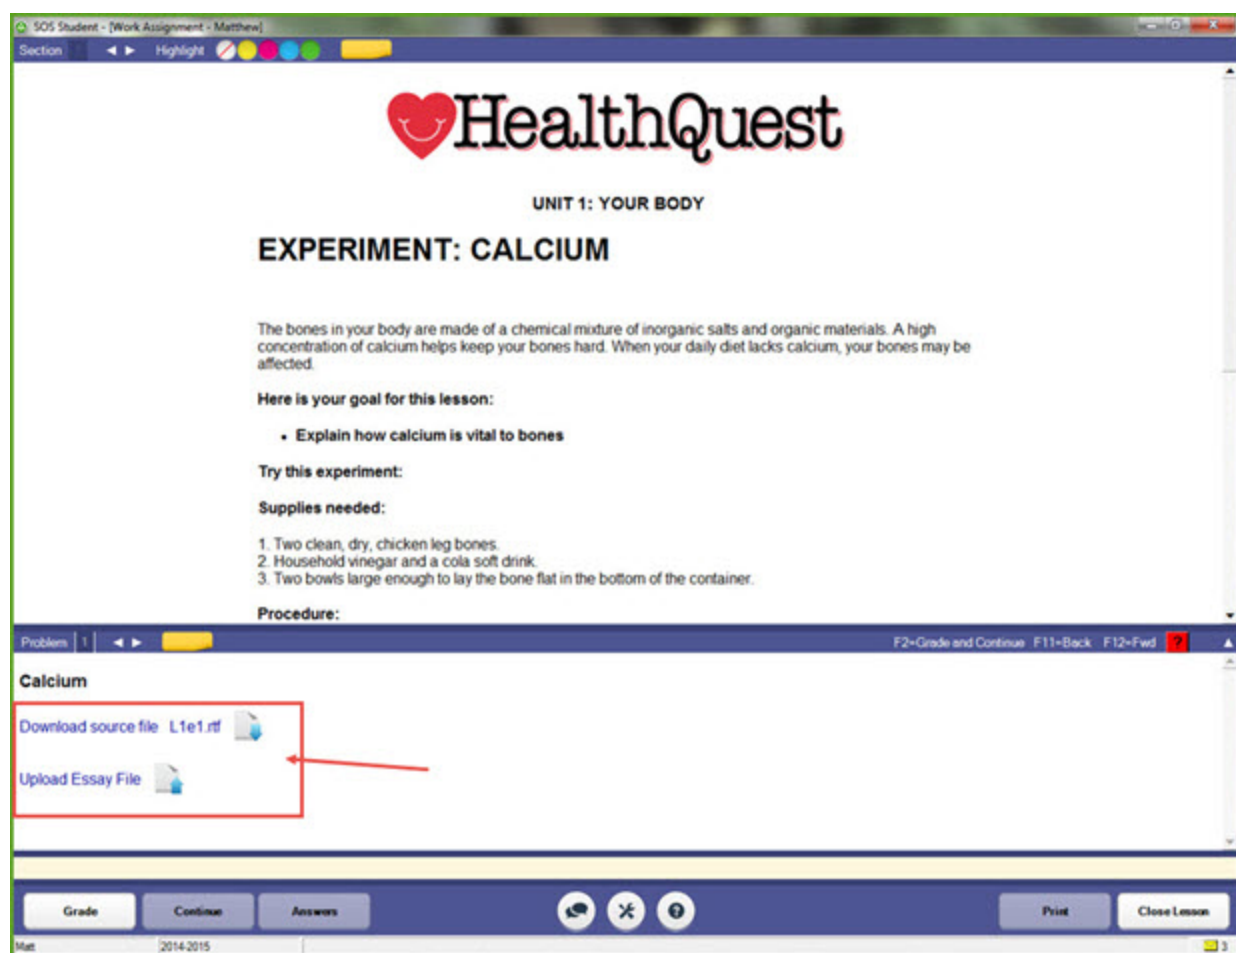 SOS Student - [Work Assignment - Matthew]
Section 1 Highlight
HealthQuest
UNIT 1: YOUR BODY
EXPERIMENT: CALCIUM
The bones in your body are made of a chemical mixture of inorganic salts and organic materials. A high
concentration of calcium helps keep your bones hard. When your daily diet lacks calcium, your bones may be
affected.
Here is your goal for this lesson:
• Explain how calcium is vital to bones
Try this experiment:
Supplies needed:
1. Two clean, dry, chicken leg bones.
2. Household vinegar and a cola soft drink.
3. Two bowls large enough to lay the bone flat in the bottom of the container.
Procedure:
Problem 1 F2=Grade and Continue F11=Back F12=Fwd ?
Calcium
Download source file L1e1.rtf
Upload Essay File
Grade Continue Answers ? Print Close Lesson
Matt 2014-2015 3